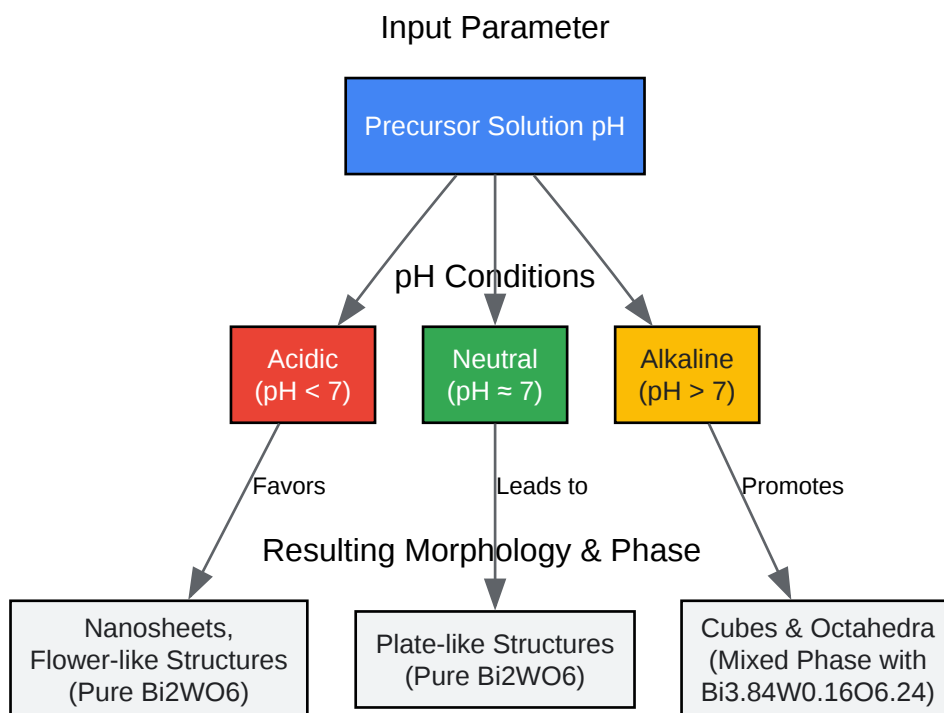 Input Parameter
Precursor Solution pH
pH Conditions
Acidic
(pH < 7)
Neutral
(pH ≈ 7)
Alkaline
(pH > 7)
Favors
Leads to
Promotes
Resulting Morphology & Phase
Nanosheets,
Flower-like Structures
(Pure Bi2WO6)
Plate-like Structures
(Pure Bi2WO6)
Cubes & Octahedra
(Mixed Phase with
Bi3.84W0.16O6.24)